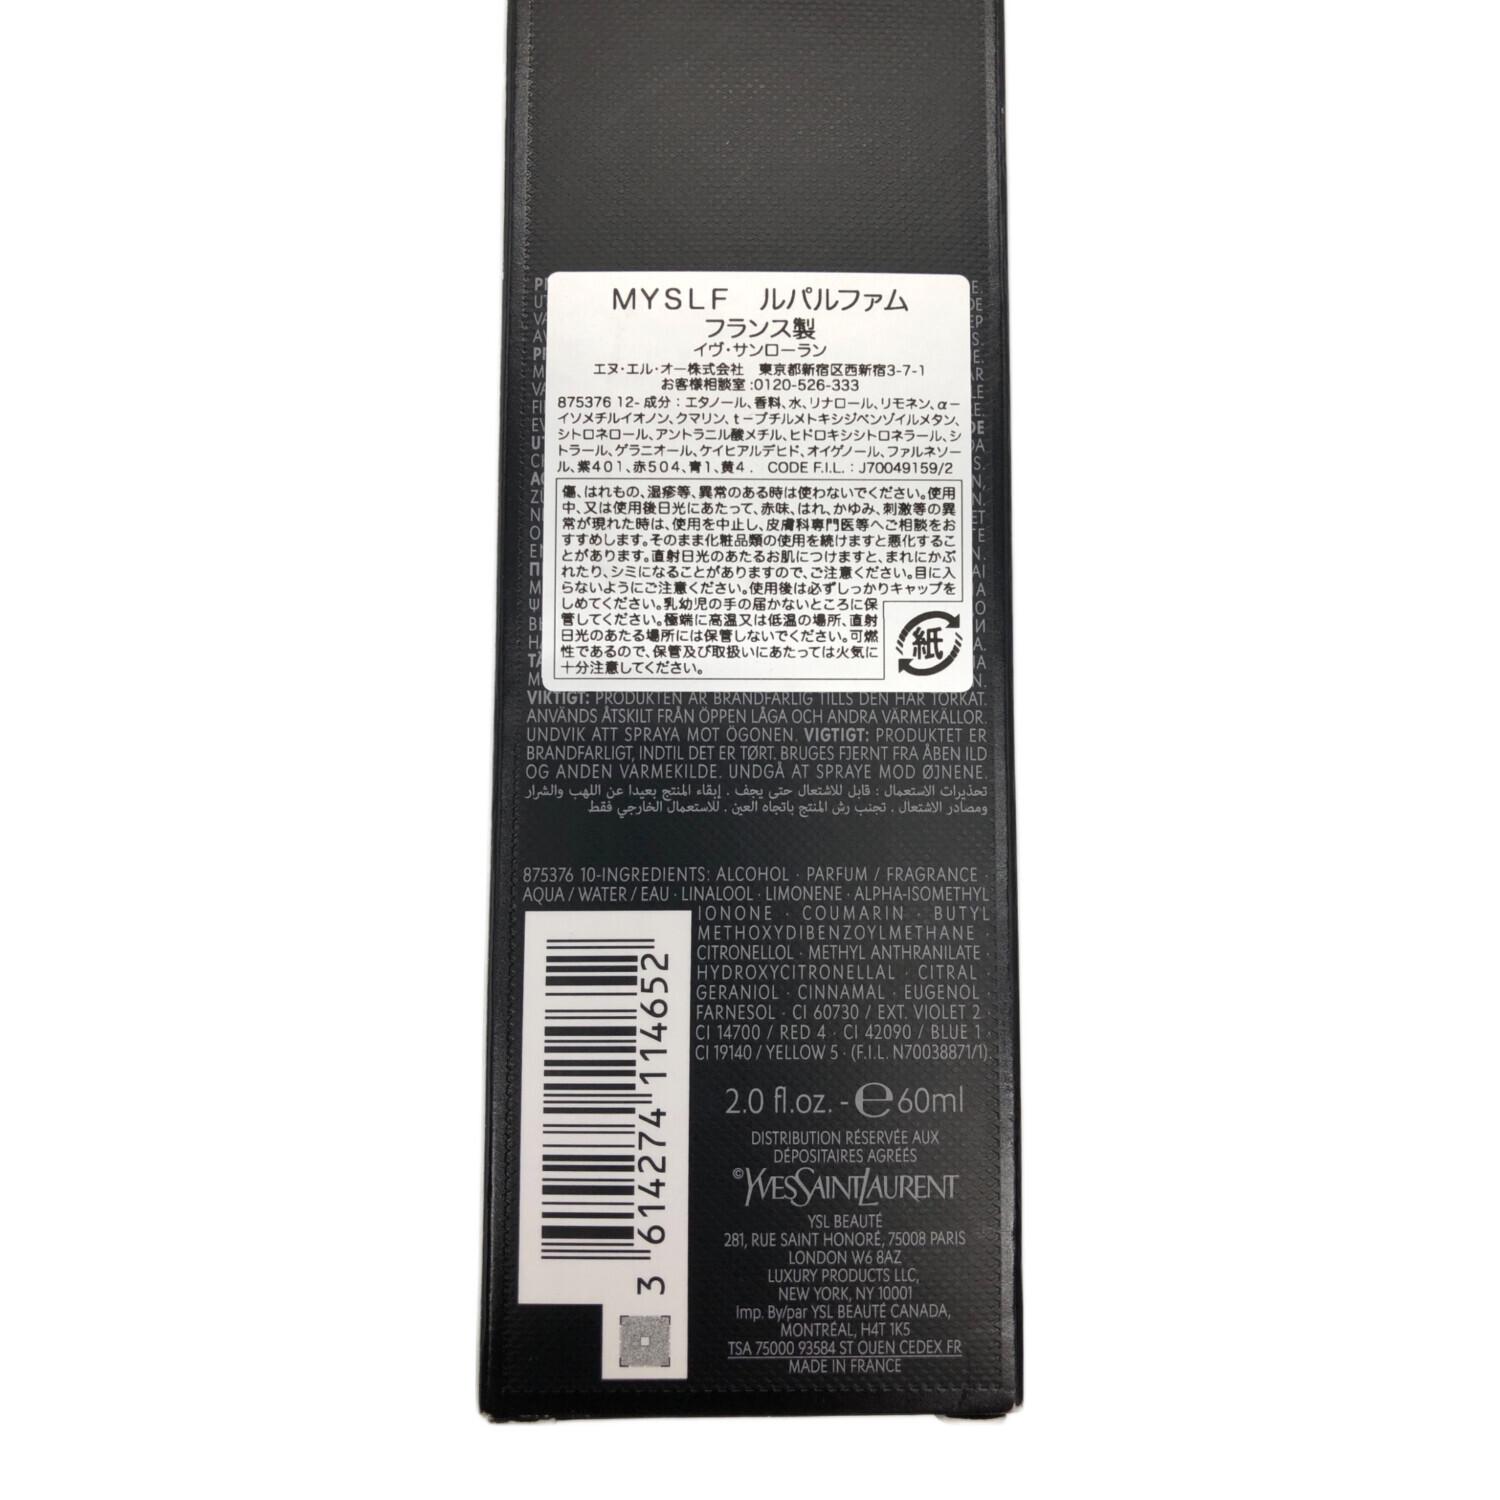 MYSLF ルパルファム
フランス製
イヴ・サンローラン
エヌ・エル・オー株式会社 東京都新宿区西新宿3-7-1
お客様相談室:0120-526-333
875376 12- 成分：エタノール、香料、水、リナロール、リモネン、α－
イソメチルイオノン、クマリン、t－ブチルメトキシジベンゾイルメタン、
シトロネロール、アントラニル酸メチル、ヒドロキシシトロネラール、シ
トラール、ゲラニオール、ケイヒアルデヒド、オイゲノール、ファルネソー
ル、紫401、赤504、青1、黄4． CODE F.I.L.：J70049159/2
傷、はれもの、湿疹等、異常のある時は使わないでください。使用
中、又は使用後日光にあたって、赤味、はれ、かゆみ、刺激等の異
常が現れた時は、使用を中止し、皮膚科専門医等へご相談をお
すすめします。そのまま化粧品類の使用を続けますと悪化するこ
とがあります。直射日光のあたるお肌につけますと、まれにかぶ
れたり、シミになることがありますので、ご注意ください。目に入
らないようにご注意ください。使用後は必ずしっかりキャップを
しめてください。乳幼児の手の届かないところに保
管してください。極端に高温又は低温の場所、直射
日光のあたる場所には保管しないでください。可燃
性であるので、保管及び取扱いにあたっては火気に
十分注意してください。
紙
VIKTIGT: PRODUKTEN ÄR BRANDFARLIG TILLS DEN HAR TORKAT.
ANVÄNDS ÅTSKILT FRÅN ÖPPEN LÅGA OCH ANDRA VÄRMEKÄLLOR.
UNDVIK ATT SPRAYA MOT ÖGONEN. VIGTIGT: PRODUKTET ER
BRANDFARLIGT, INDTIL DET ER TØRT. BRUGES FJERNT FRA ÅBEN ILD
OG ANDEN VARMEKILDE. UNDGÅ AT SPRAYE MOD ØJNENE.
تحذيرات الاستعمال : قابل للاشتعال حتى يجف . إبقاء المنتج بعيدا عن اللهب والشرار
ومصادر الاشتعال . تجنب رش المنتج باتجاه العين . للاستعمال الخارجي فقط
875376 10-INGREDIENTS: ALCOHOL · PARFUM / FRAGRANCE ·
AQUA / WATER / EAU · LINALOOL · LIMONENE · ALPHA-ISOMETHYL
IONONE · COUMARIN · BUTYL
METHOXYDIBENZOYLMETHANE ·
CITRONELLOL · METHYL ANTHRANILATE ·
HYDROXYCITRONELLAL · CITRAL ·
GERANIOL · CINNAMAL · EUGENOL ·
FARNESOL · CI 60730 / EXT. VIOLET 2 ·
CI 14700 / RED 4 · CI 42090 / BLUE 1 ·
CI 19140 / YELLOW 5 · (F.I.L. N70038871/1).
3 614274 114652
2.0 fl.oz. - ℮ 60ml
DISTRIBUTION RÉSERVÉE AUX
DÉPOSITAIRES AGRÉÉS
©YVESSAINTLAURENT
YSL BEAUTÉ
281, RUE SAINT HONORÉ, 75008 PARIS
LONDON W6 8AZ
LUXURY PRODUCTS LLC,
NEW YORK, NY 10001
Imp. By/par YSL BEAUTÉ CANADA,
MONTRÉAL, H4T 1K5
TSA 75000 93584 ST OUEN CEDEX FR
MADE IN FRANCE